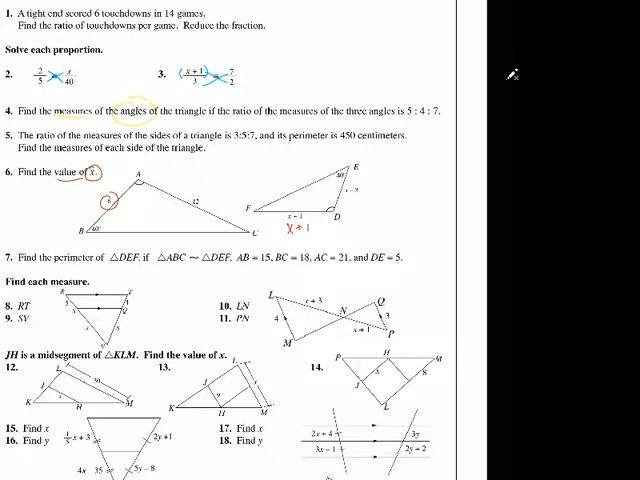 1. A tight end scored 6 touchdowns in 14 games.
Find the ratio of touchdowns per game. Reduce the fraction.
Solve each proportion.
2. 2/5 = x/40
3. (x + 1)/3 = 7/2
4. Find the measures of the angles of the triangle if the ratio of the measures of the three angles is 5 : 4 : 7.
5. The ratio of the measures of the sides of a triangle is 3:5:7, and its perimeter is 450 centimeters.
Find the measures of each side of the triangle.
6. Find the value of x.
A
6
12
B
40°
C
E
40°
x − 3
F
x − 1
D
x + 1
7. Find the perimeter of △DEF, if △ABC ~ △DEF, AB = 15, BC = 18, AC = 21, and DE = 5.
Find each measure.
8. RT
9. SV
R
T
5
S
x
8
V
10. LN
11. PN
L
x + 3
N
Q
4
3
M
x + 1
P
JH is a midsegment of △KLM. Find the value of x.
12.
L
30
J
x
K
H
M
13.
L
J
x
9
K
H
M
14.
P
H
M
x
8
J
L
15. Find x
16. Find y
x + 3
2y + 1
4x
35
5y − 8
17. Find x
18. Find y
2x + 4
3y
3x − 1
2y + 2